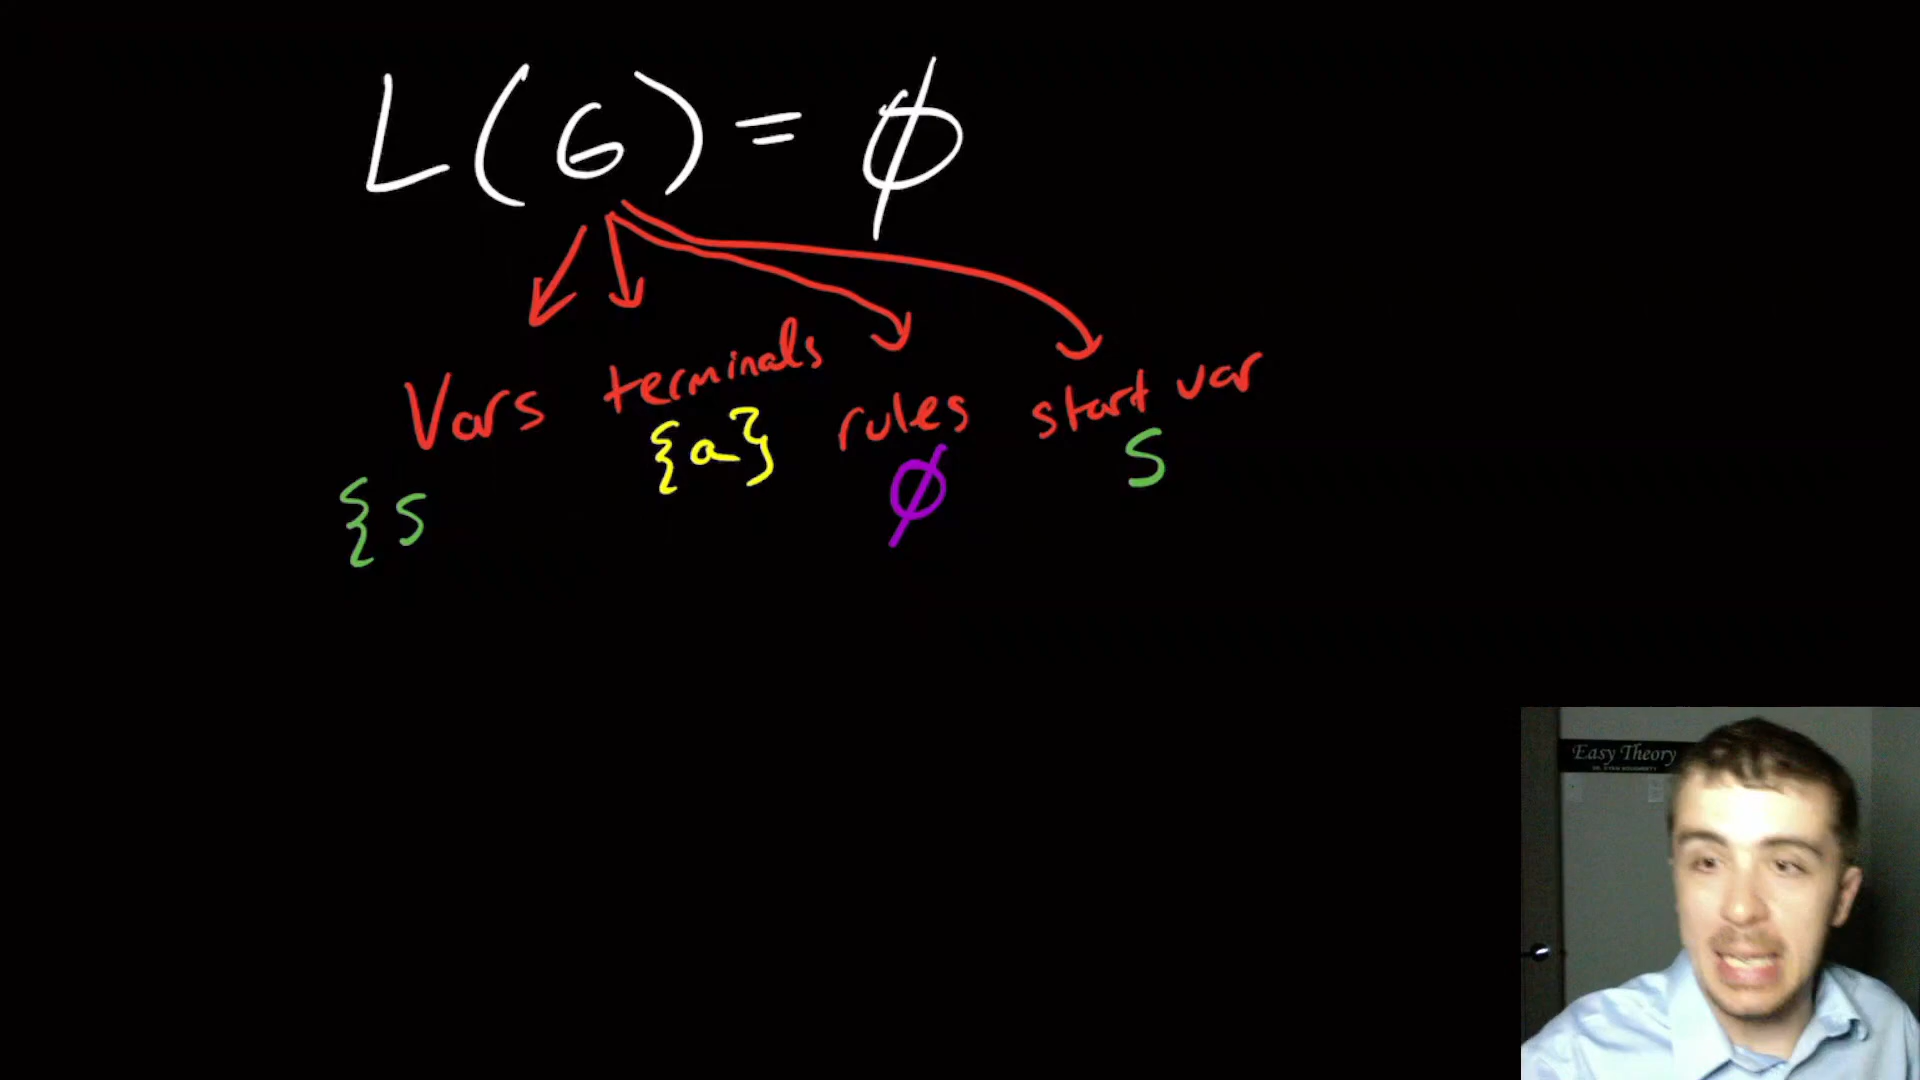 L(G) = ϕ
Vars terminals rules start var
{S {a} ϕ S
Easy Theory